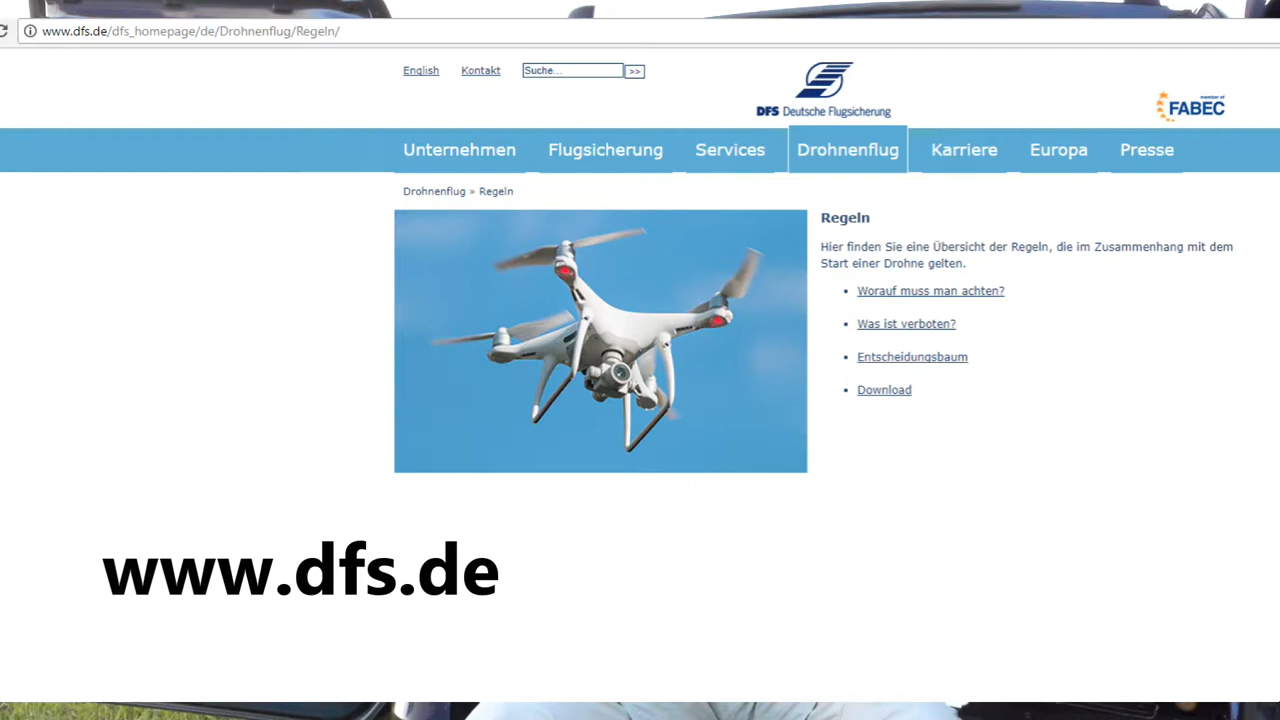 www.dfs.de/dfs_homepage/de/Drohnenflug/Regeln/
English Kontakt Suche... >>
DFS Deutsche Flugsicherung
member of
FABEC
Unternehmen Flugsicherung Services Drohnenflug Karriere Europa Presse
Drohnenflug » Regeln
Regeln
Hier finden Sie eine Übersicht der Regeln, die im Zusammenhang mit dem
Start einer Drohne gelten.
• Worauf muss man achten?
• Was ist verboten?
• Entscheidungsbaum
• Download
www.dfs.de